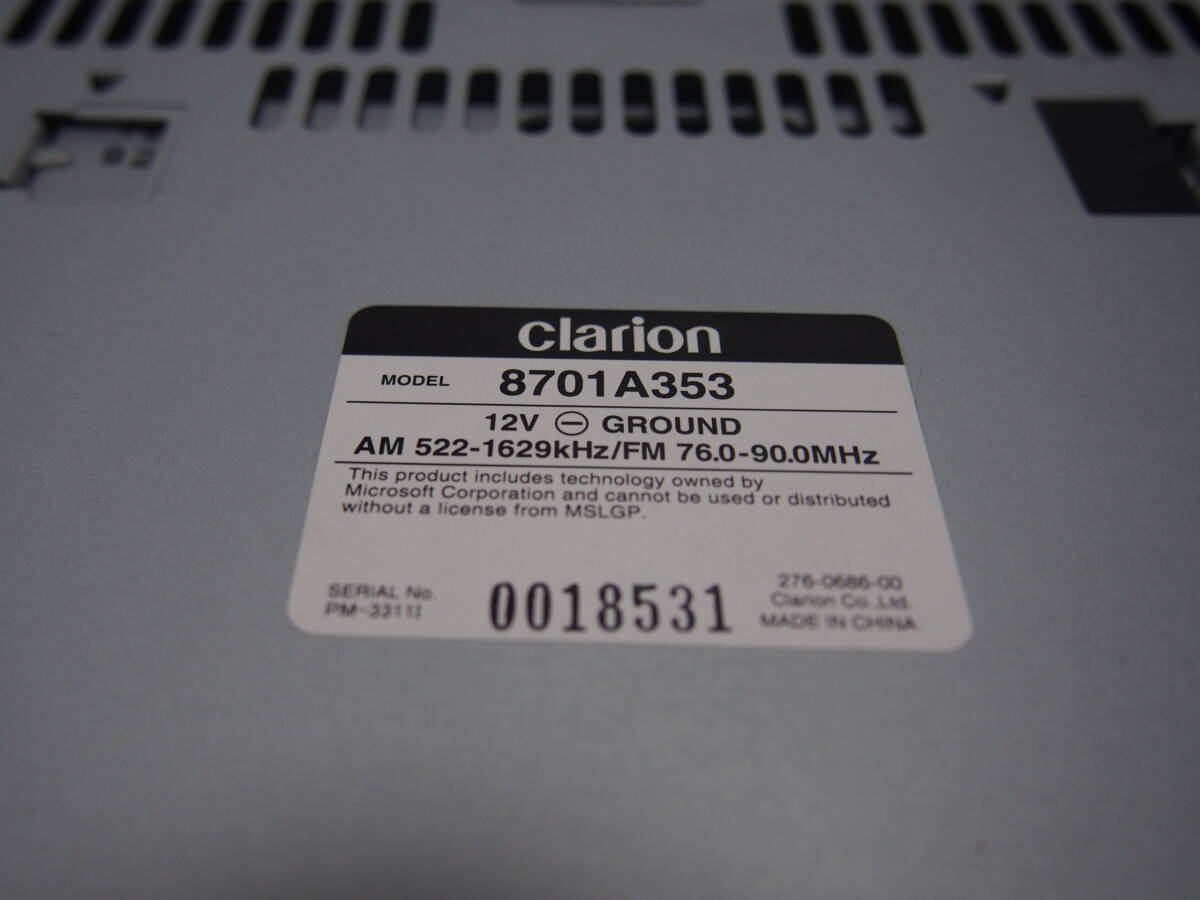 clarion
MODEL 8701A353
12V ⊖ GROUND
AM 522-1629kHz/FM 76.0-90.0MHz
This product includes technology owned by
Microsoft Corporation and cannot be used or distributed
without a license from MSLGP.
SERIAL No. 0018531 276-0686-00
PM-3311I Clarion Co.,Ltd.
MADE IN CHINA